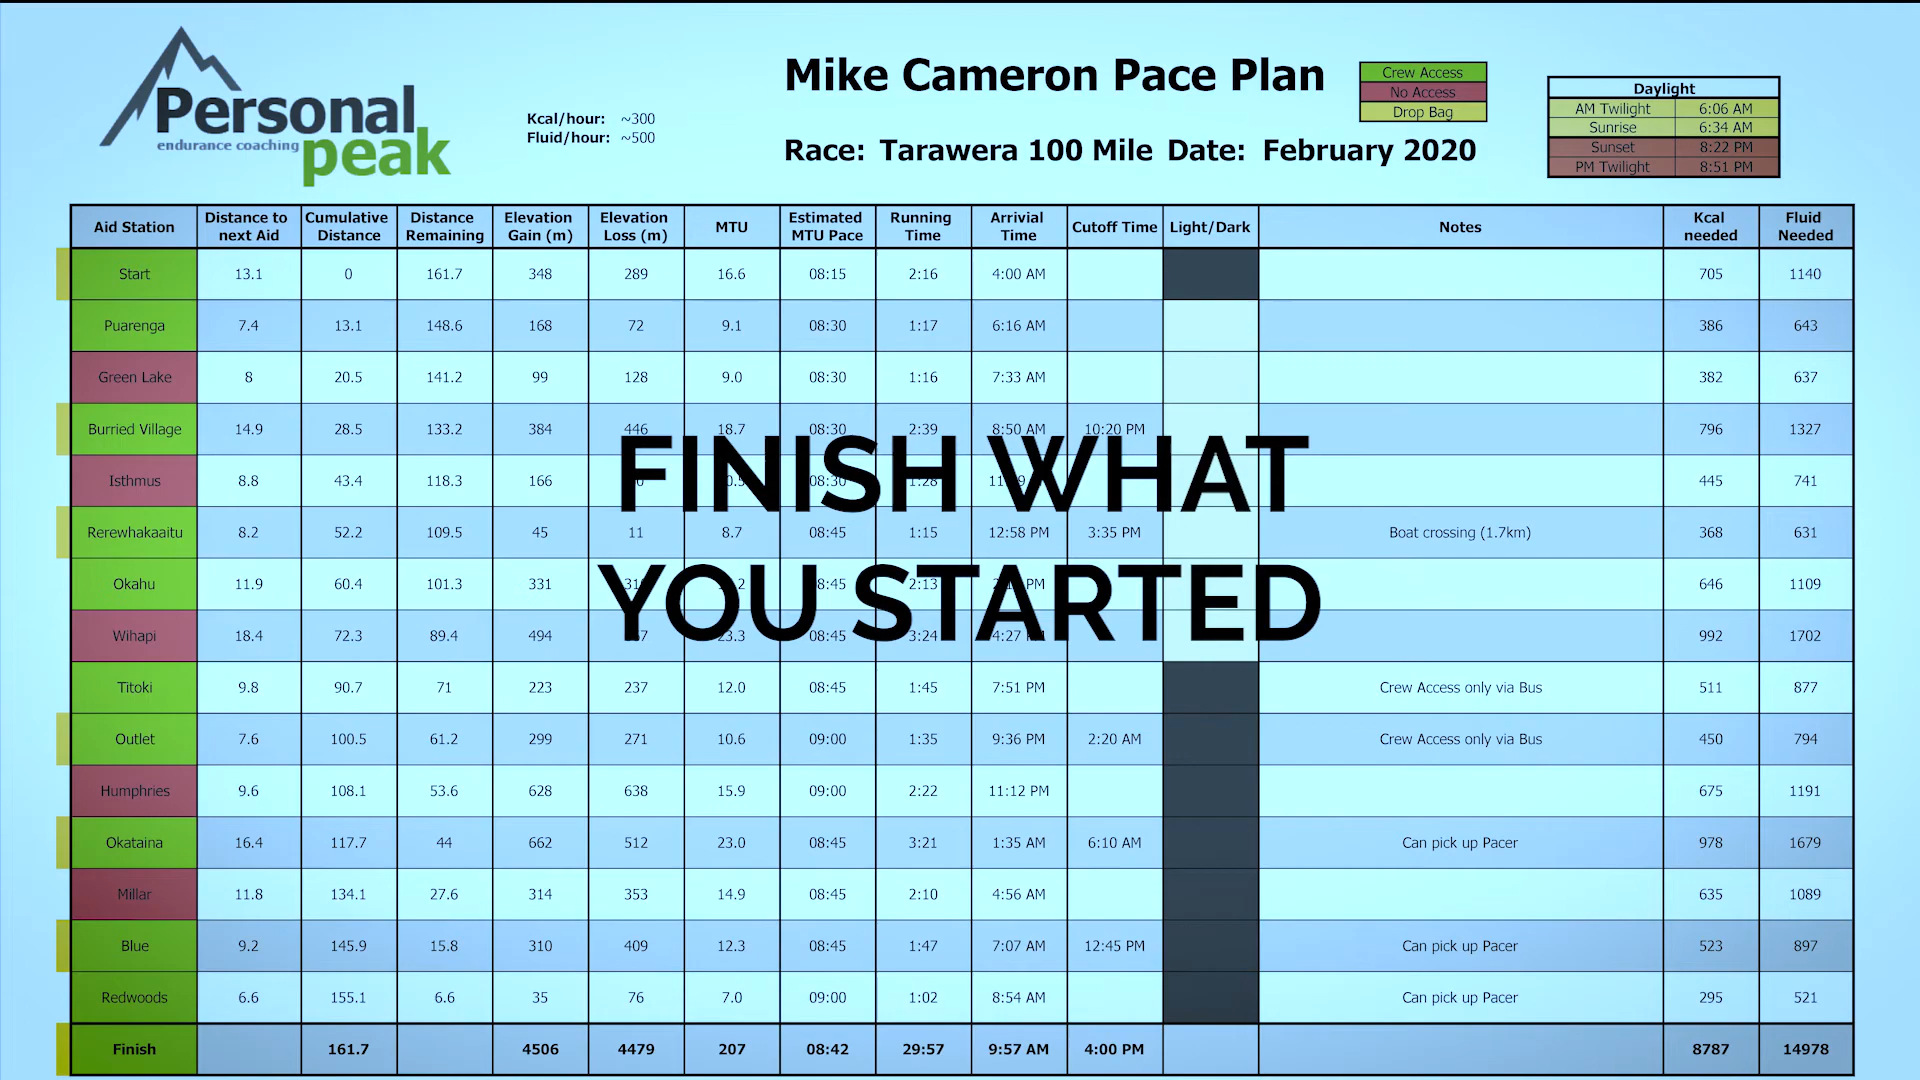 Personal
endurance coaching peak
Kcal/hour: ~300
Fluid/hour: ~500
Mike Cameron Pace Plan
Race: Tarawera 100 Mile Date: February 2020
Crew Access
No Access
Drop Bag
Daylight
AM Twilight 6:06 AM
Sunrise 6:34 AM
Sunset 8:22 PM
PM Twilight 8:51 PM
Aid Station Distance to next Aid Cumulative Distance Distance Remaining Elevation Gain (m) Elevation Loss (m) MTU Estimated MTU Pace Running Time Arrivial Time Cutoff Time Light/Dark Notes Kcal needed Fluid Needed
Start 13.1 0 161.7 348 289 16.6 08:15 2:16 4:00 AM 705 1140
Puarenga 7.4 13.1 148.6 168 72 9.1 08:30 1:17 6:16 AM 386 643
Green Lake 8 20.5 141.2 99 128 9.0 08:30 1:16 7:33 AM 382 637
Burried Village 14.9 28.5 133.2 384 446 18.7 08:30 2:39 8:50 AM 10:20 PM 796 1327
Isthmus 8.8 43.4 118.3 166 08:30 1:28 445 741
Rerewhakaaitu 8.2 52.2 109.5 45 11 8.7 08:45 1:15 12:58 PM 3:35 PM Boat crossing (1.7km) 368 631
Okahu 11.9 60.4 101.3 331 08:45 2:13 PM 646 1109
Wihapi 18.4 72.3 89.4 494 23.3 08:45 3:24 4:27 992 1702
Titoki 9.8 90.7 71 223 237 12.0 08:45 1:45 7:51 PM Crew Access only via Bus 511 877
Outlet 7.6 100.5 61.2 299 271 10.6 09:00 1:35 9:36 PM 2:20 AM Crew Access only via Bus 450 794
Humphries 9.6 108.1 53.6 628 638 15.9 09:00 2:22 11:12 PM 675 1191
Okataina 16.4 117.7 44 662 512 23.0 08:45 3:21 1:35 AM 6:10 AM Can pick up Pacer 978 1679
Millar 11.8 134.1 27.6 314 353 14.9 08:45 2:10 4:56 AM 635 1089
Blue 9.2 145.9 15.8 310 409 12.3 08:45 1:47 7:07 AM 12:45 PM Can pick up Pacer 523 897
Redwoods 6.6 155.1 6.6 35 76 7.0 09:00 1:02 8:54 AM Can pick up Pacer 295 521
Finish 161.7 4506 4479 207 08:42 29:57 9:57 AM 4:00 PM 8787 14978
FINISH WHAT
YOU STARTED